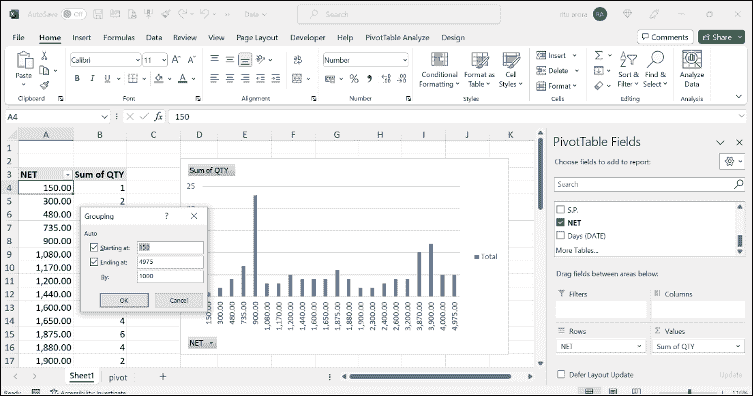 AutoSave Off Data Search RA
File Home Insert Formulas Data Review View Page Layout Developer Help PivotTable Analyze Design Comments Share
Paste Calibri 11 Number Conditional Formatting Format as Table Cell Styles Insert Delete Format Sort & Filter Find & Select Analyze Data
Clipboard Font Alignment Number Styles Cells Editing Analysis
A4 fx 150
A B C D E F G H I J K
1
2
3 NET Sum of QTY
4 150.00 1
5 300.00 2
6 480.00
7 735.00
8 900.00
9 1,080.00
10 1,170.00
11 1,200.00
12 1,440.00
13 1,600.00
14 1,650.00 4
15 1,875.00 6
16 1,880.00 4
17 1,900.00 2
Grouping ? ×
Auto
Starting at: 150
Ending at: 4975
By: 1000
OK Cancel
Sum of QTY
25
Total
150.00 300.00 480.00 735.00 900.00 1,080.00 1,170.00 1,200.00 1,440.00 1,600.00 1,650.00 1,875.00 1,880.00 1,900.00 2,300.00 2,400.00 2,600.00 3,200.00 3,870.00 3,900.00 4,000.00 4,975.00
NET
PivotTable Fields
Choose fields to add to report:
Search
S.P.
NET
Days (DATE)
More Tables...
Drag fields between areas below:
Filters Columns
Rows Values
NET Sum of QTY
Defer Layout Update Update
Sheet1 pivot +
Ready Accessibility: Investigate